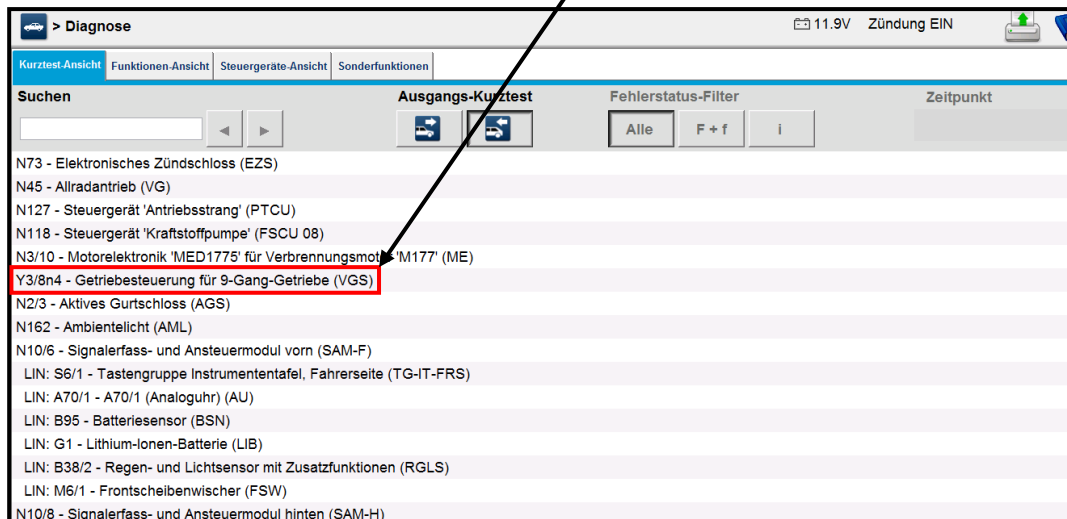 > Diagnose
11.9V Zündung EIN
Kurztest-Ansicht Funktionen-Ansicht Steuergeräte-Ansicht Sonderfunktionen
Suchen Ausgangs-Kurztest Fehlerstatus-Filter Zeitpunkt
Alle F + f i
N73 - Elektronisches Zündschloss (EZS)
N45 - Allradantrieb (VG)
N127 - Steuergerät 'Antriebsstrang' (PTCU)
N118 - Steuergerät 'Kraftstoffpumpe' (FSCU 08)
N3/10 - Motorelektronik 'MED1775' für Verbrennungsmotor 'M177' (ME)
Y3/8n4 - Getriebesteuerung für 9-Gang-Getriebe (VGS)
N2/3 - Aktives Gurtschloss (AGS)
N162 - Ambientelicht (AML)
N10/6 - Signalerfass- und Ansteuermodul vorn (SAM-F)
LIN: S6/1 - Tastengruppe Instrumententafel, Fahrerseite (TG-IT-FRS)
LIN: A70/1 - A70/1 (Analoguhr) (AU)
LIN: B95 - Batteriesensor (BSN)
LIN: G1 - Lithium-Ionen-Batterie (LIB)
LIN: B38/2 - Regen- und Lichtsensor mit Zusatzfunktionen (RGLS)
LIN: M6/1 - Frontscheibenwischer (FSW)
N10/8 - Signalerfass- und Ansteuermodul hinten (SAM-H)